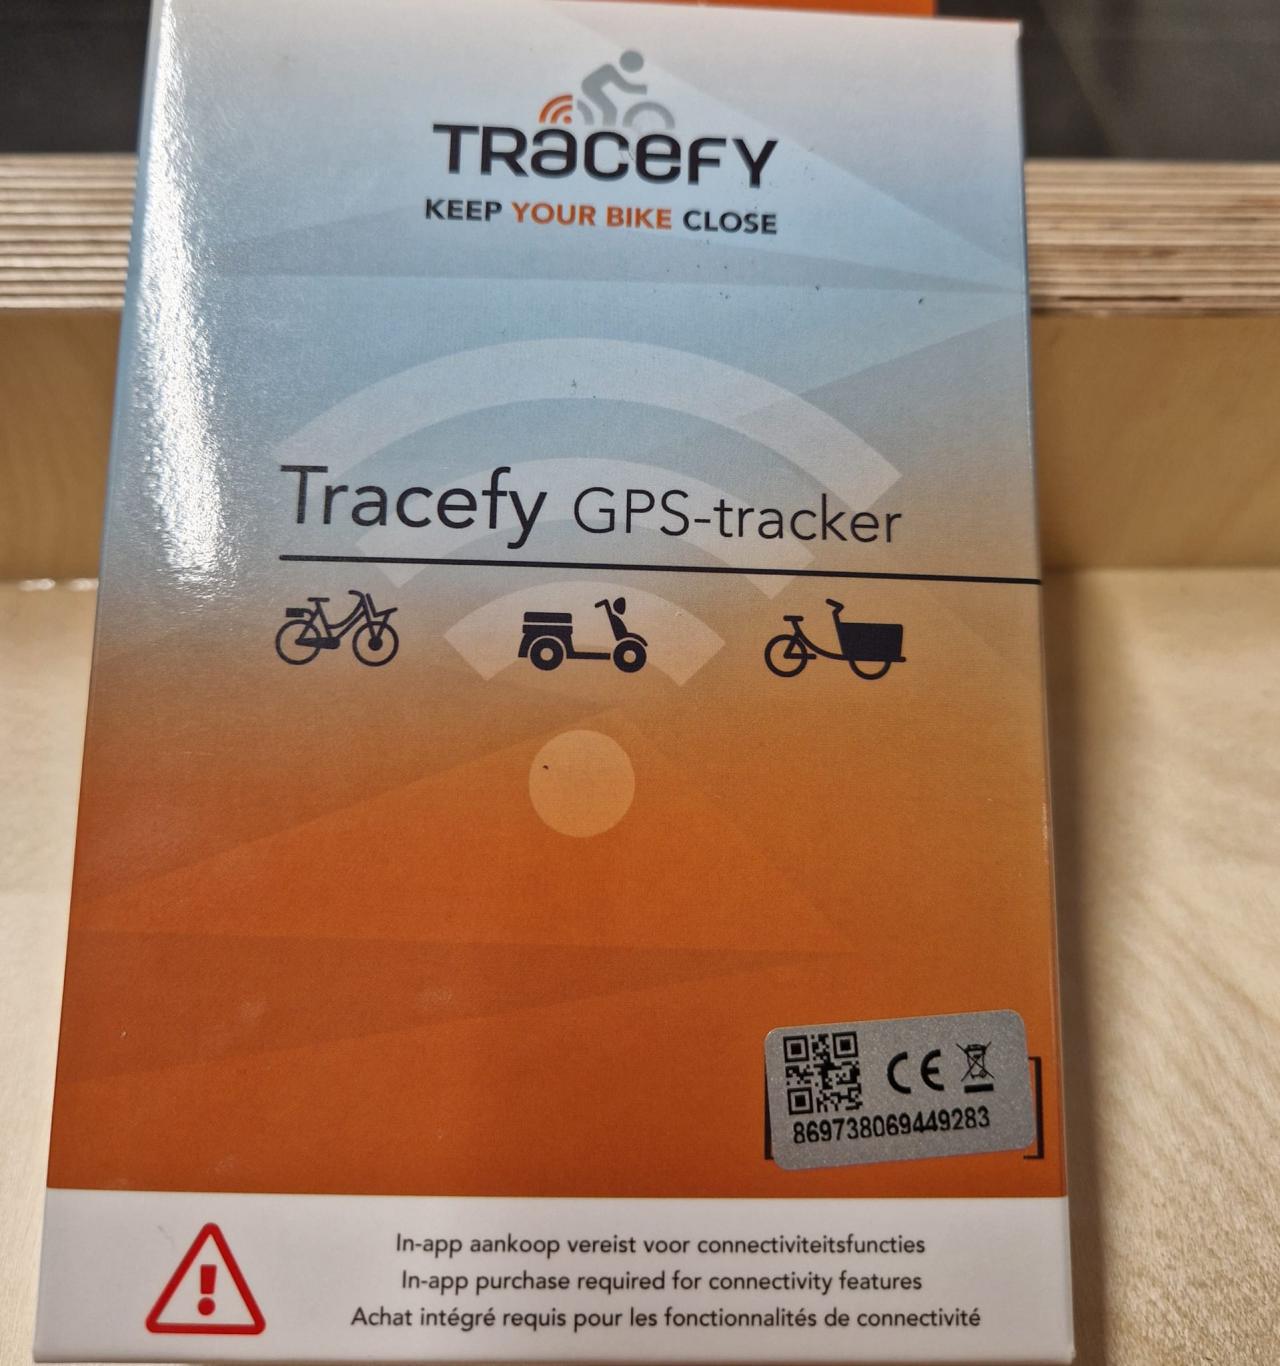 TRaceFY
KEEP YOUR BIKE CLOSE
Tracefy GPS-tracker
CE
869738069449283
In-app aankoop vereist voor connectiviteitsfuncties
In-app purchase required for connectivity features
Achat intégré requis pour les fonctionnalités de connectivité